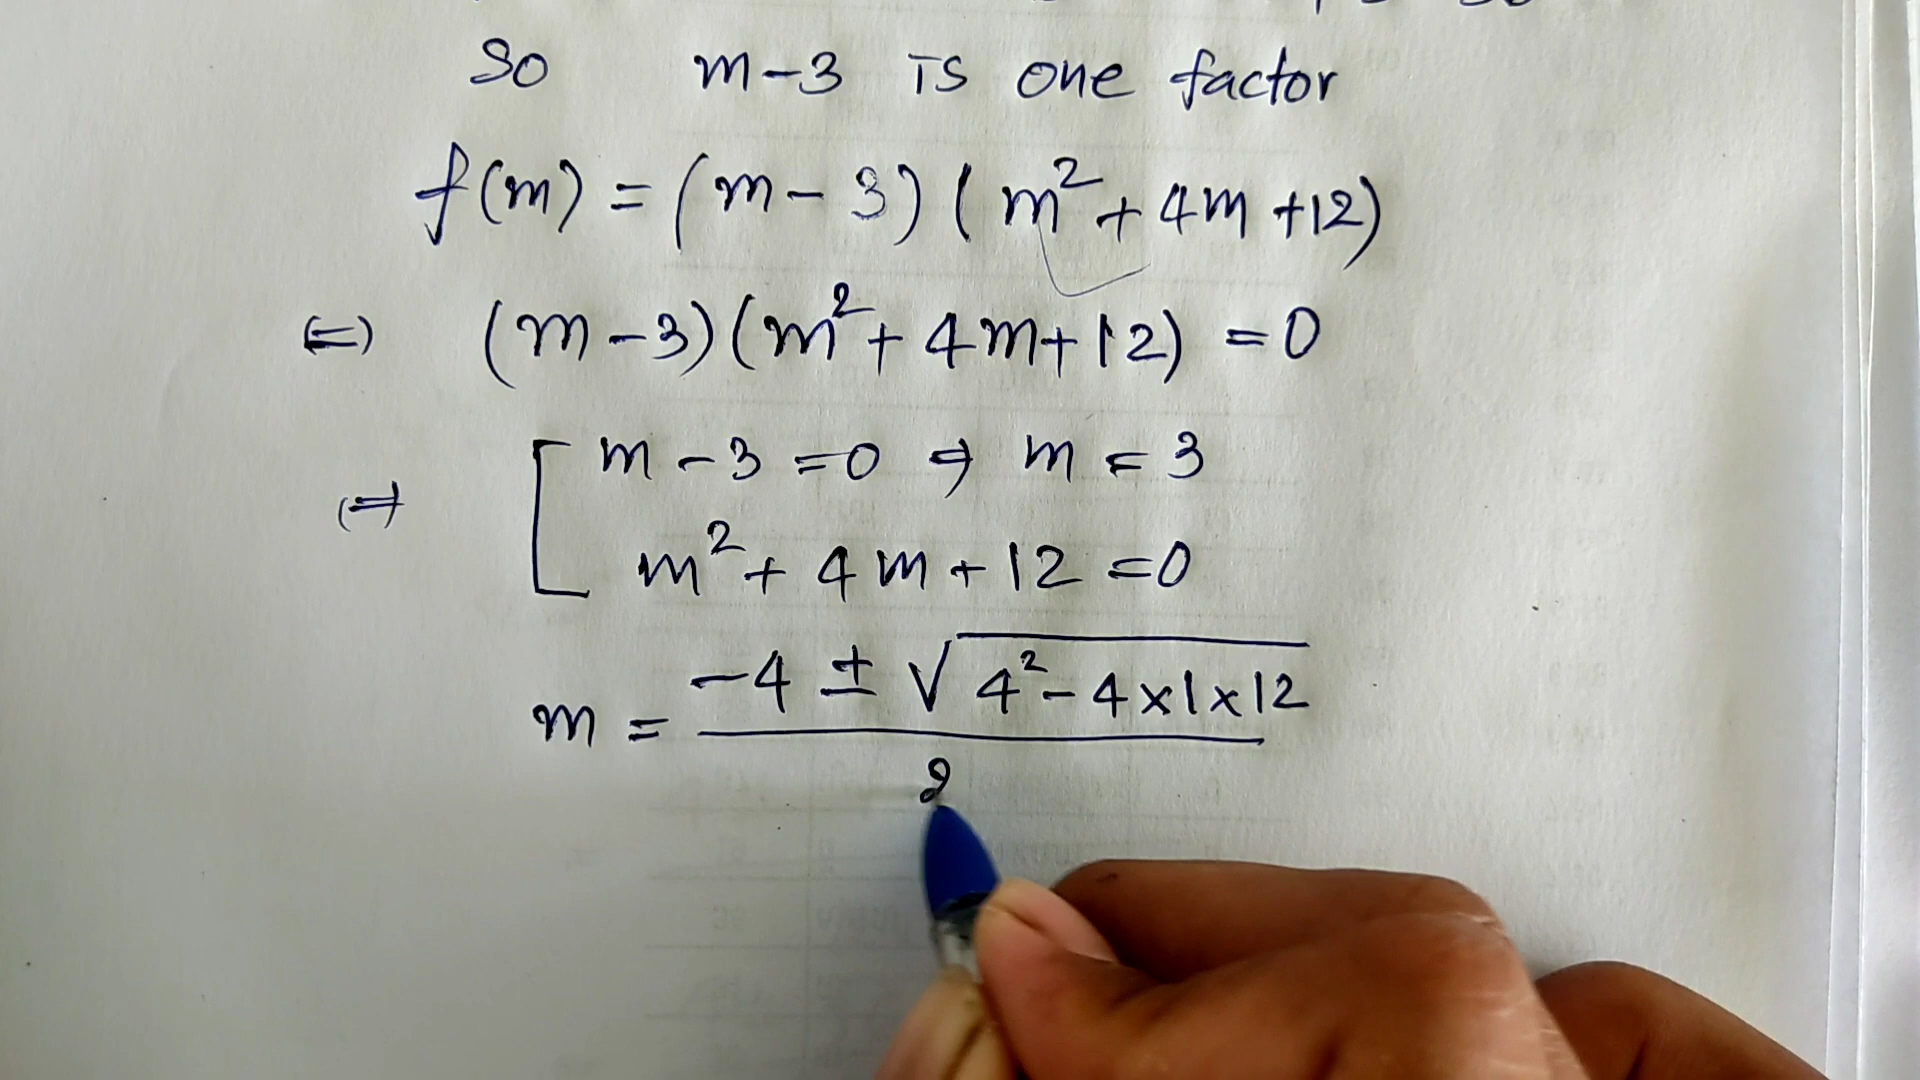 So m-3 is one factor
f(m) = (m-3) (m²+4m+12)
⇔ (m-3)(m²+4m+12) = 0
⇔ [ m-3=0 ⇒ m = 3
m²+4m+12=0
m = (-4 ± √(4²-4×1×12)) / 2